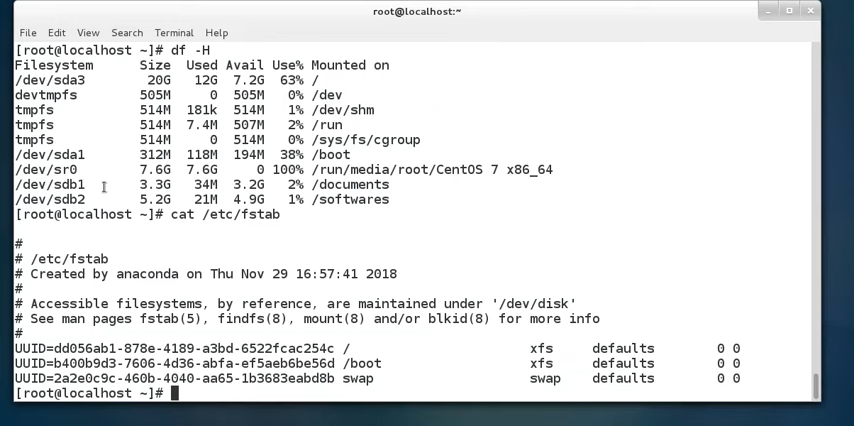 root@localhost:~
File Edit View Search Terminal Help
[root@localhost ~]# df -H
Filesystem      Size  Used Avail Use% Mounted on
/dev/sda3        20G   12G  7.2G  63% /
devtmpfs        505M     0  505M   0% /dev
tmpfs           514M  181k  514M   1% /dev/shm
tmpfs           514M  7.4M  507M   2% /run
tmpfs           514M     0  514M   0% /sys/fs/cgroup
/dev/sda1       312M  118M  194M  38% /boot
/dev/sr0        7.6G  7.6G     0 100% /run/media/root/CentOS 7 x86_64
/dev/sdb1       3.3G   34M  3.2G   2% /documents
/dev/sdb2       5.2G   21M  4.9G   1% /softwares
[root@localhost ~]# cat /etc/fstab
#
# /etc/fstab
# Created by anaconda on Thu Nov 29 16:57:41 2018
#
# Accessible filesystems, by reference, are maintained under '/dev/disk'
# See man pages fstab(5), findfs(8), mount(8) and/or blkid(8) for more info
#
UUID=dd056ab1-878e-4189-a3bd-6522fcac254c /                       xfs     defaults        0 0
UUID=b400b9d3-7606-4d36-abfa-ef5aeb6be56d /boot                   xfs     defaults        0 0
UUID=2a2e0c9c-460b-4040-aa65-1b3683eabd8b swap                    swap    defaults        0 0
[root@localhost ~]#